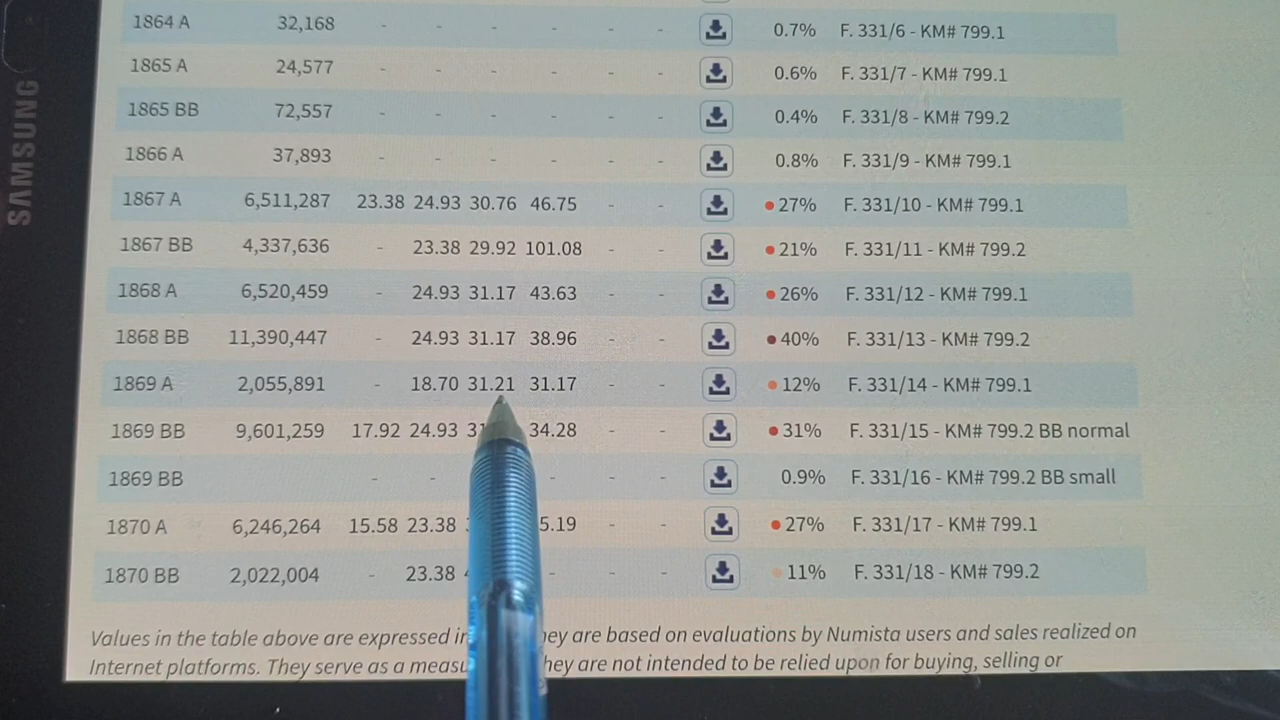 SAMSUNG
1864 A 32,168 - - - - - - 0.7% F. 331/6 - KM# 799.1
1865 A 24,577 - - - - - - 0.6% F. 331/7 - KM# 799.1
1865 BB 72,557 - - - - - - 0.4% F. 331/8 - KM# 799.2
1866 A 37,893 - - - - - - 0.8% F. 331/9 - KM# 799.1
1867 A 6,511,287 23.38 24.93 30.76 46.75 - - 27% F. 331/10 - KM# 799.1
1867 BB 4,337,636 - 23.38 29.92 101.08 - - 21% F. 331/11 - KM# 799.2
1868 A 6,520,459 - 24.93 31.17 43.63 - - 26% F. 331/12 - KM# 799.1
1868 BB 11,390,447 - 24.93 31.17 38.96 - - 40% F. 331/13 - KM# 799.2
1869 A 2,055,891 - 18.70 31.21 31.17 - - 12% F. 331/14 - KM# 799.1
1869 BB 9,601,259 17.92 24.93 34.28 - - 31% F. 331/15 - KM# 799.2 BB normal
1869 BB - - - - - 0.9% F. 331/16 - KM# 799.2 BB small
1870 A 6,246,264 15.58 23.38 5.19 - - 27% F. 331/17 - KM# 799.1
1870 BB 2,022,004 - 23.38 - - - 11% F. 331/18 - KM# 799.2
Values in the table above are expressed are based on evaluations by Numista users and sales realized on
Internet platforms. They serve as a are not intended to be relied upon for buying, selling or